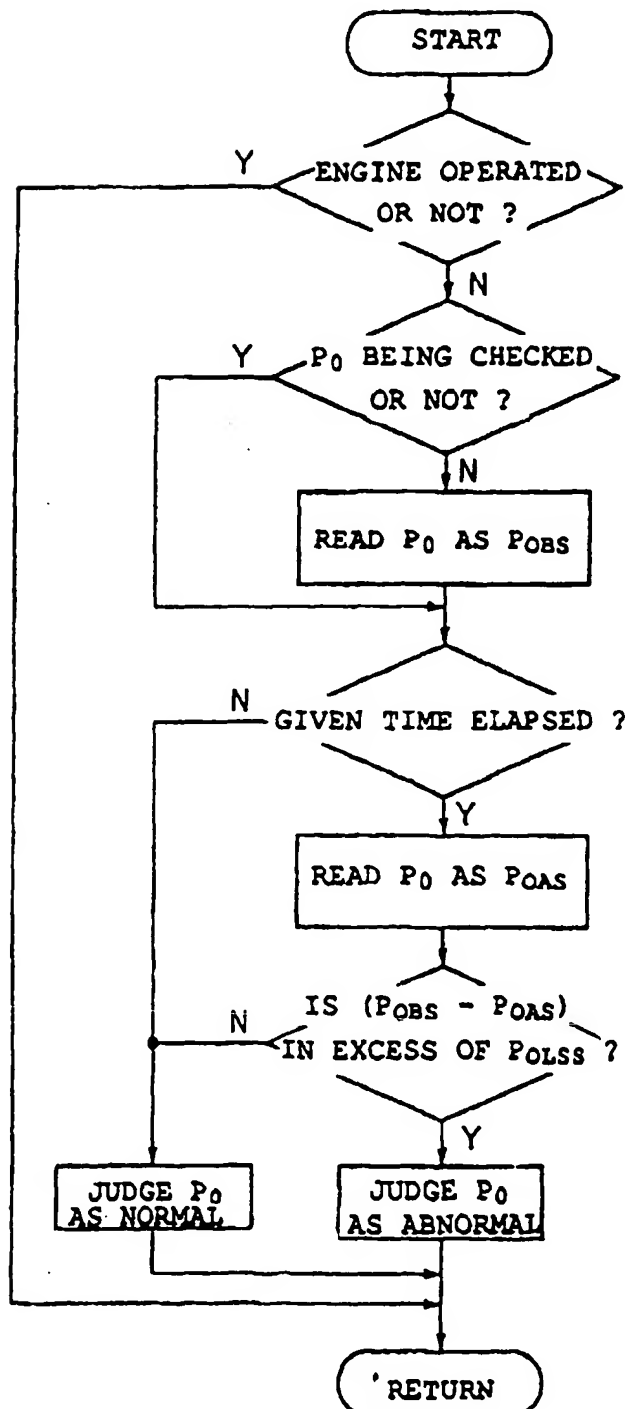 START
Y
ENGINE OPERATED
OR NOT ?
N
Y
P0 BEING CHECKED
OR NOT ?
N
READ P0 AS POBS
N
GIVEN TIME ELAPSED ?
Y
READ P0 AS POAS
IS (POBS - POAS)
N
IN EXCESS OF POLSS ?
Y
JUDGE P0
AS NORMAL
JUDGE P0
AS ABNORMAL
RETURN